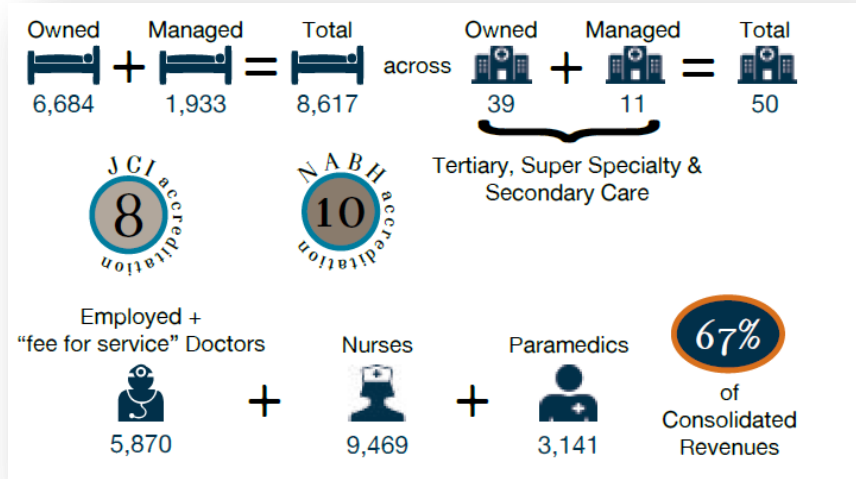 Owned Managed Total Owned Managed Total
+ = across + =
6,684 1,933 8,617 39 11 50
Tertiary, Super Specialty &
Secondary Care
JCI accreditation
8
NABH accreditation
10
Employed +
“fee for service” Doctors Nurses Paramedics
+ +
5,870 9,469 3,141
67%
of
Consolidated
Revenues